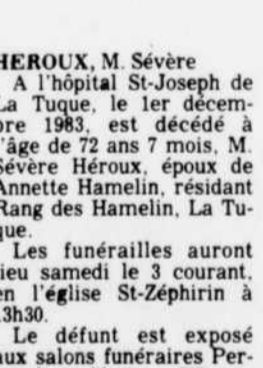 HEROUX, M. Sévère
A l'hôpital St-Joseph de
La Tuque, le 1er décem-
bre 1983, est décédé à
l'âge de 72 ans 7 mois, M.
Sévère Héroux, époux de
Annette Hamelin, résidant
Rang des Hamelin, La Tu-
que.
Les funérailles auront
lieu samedi le 3 courant,
en l'église St-Zéphirin à
13h30.
Le défunt est exposé
aux salons funéraires Per-